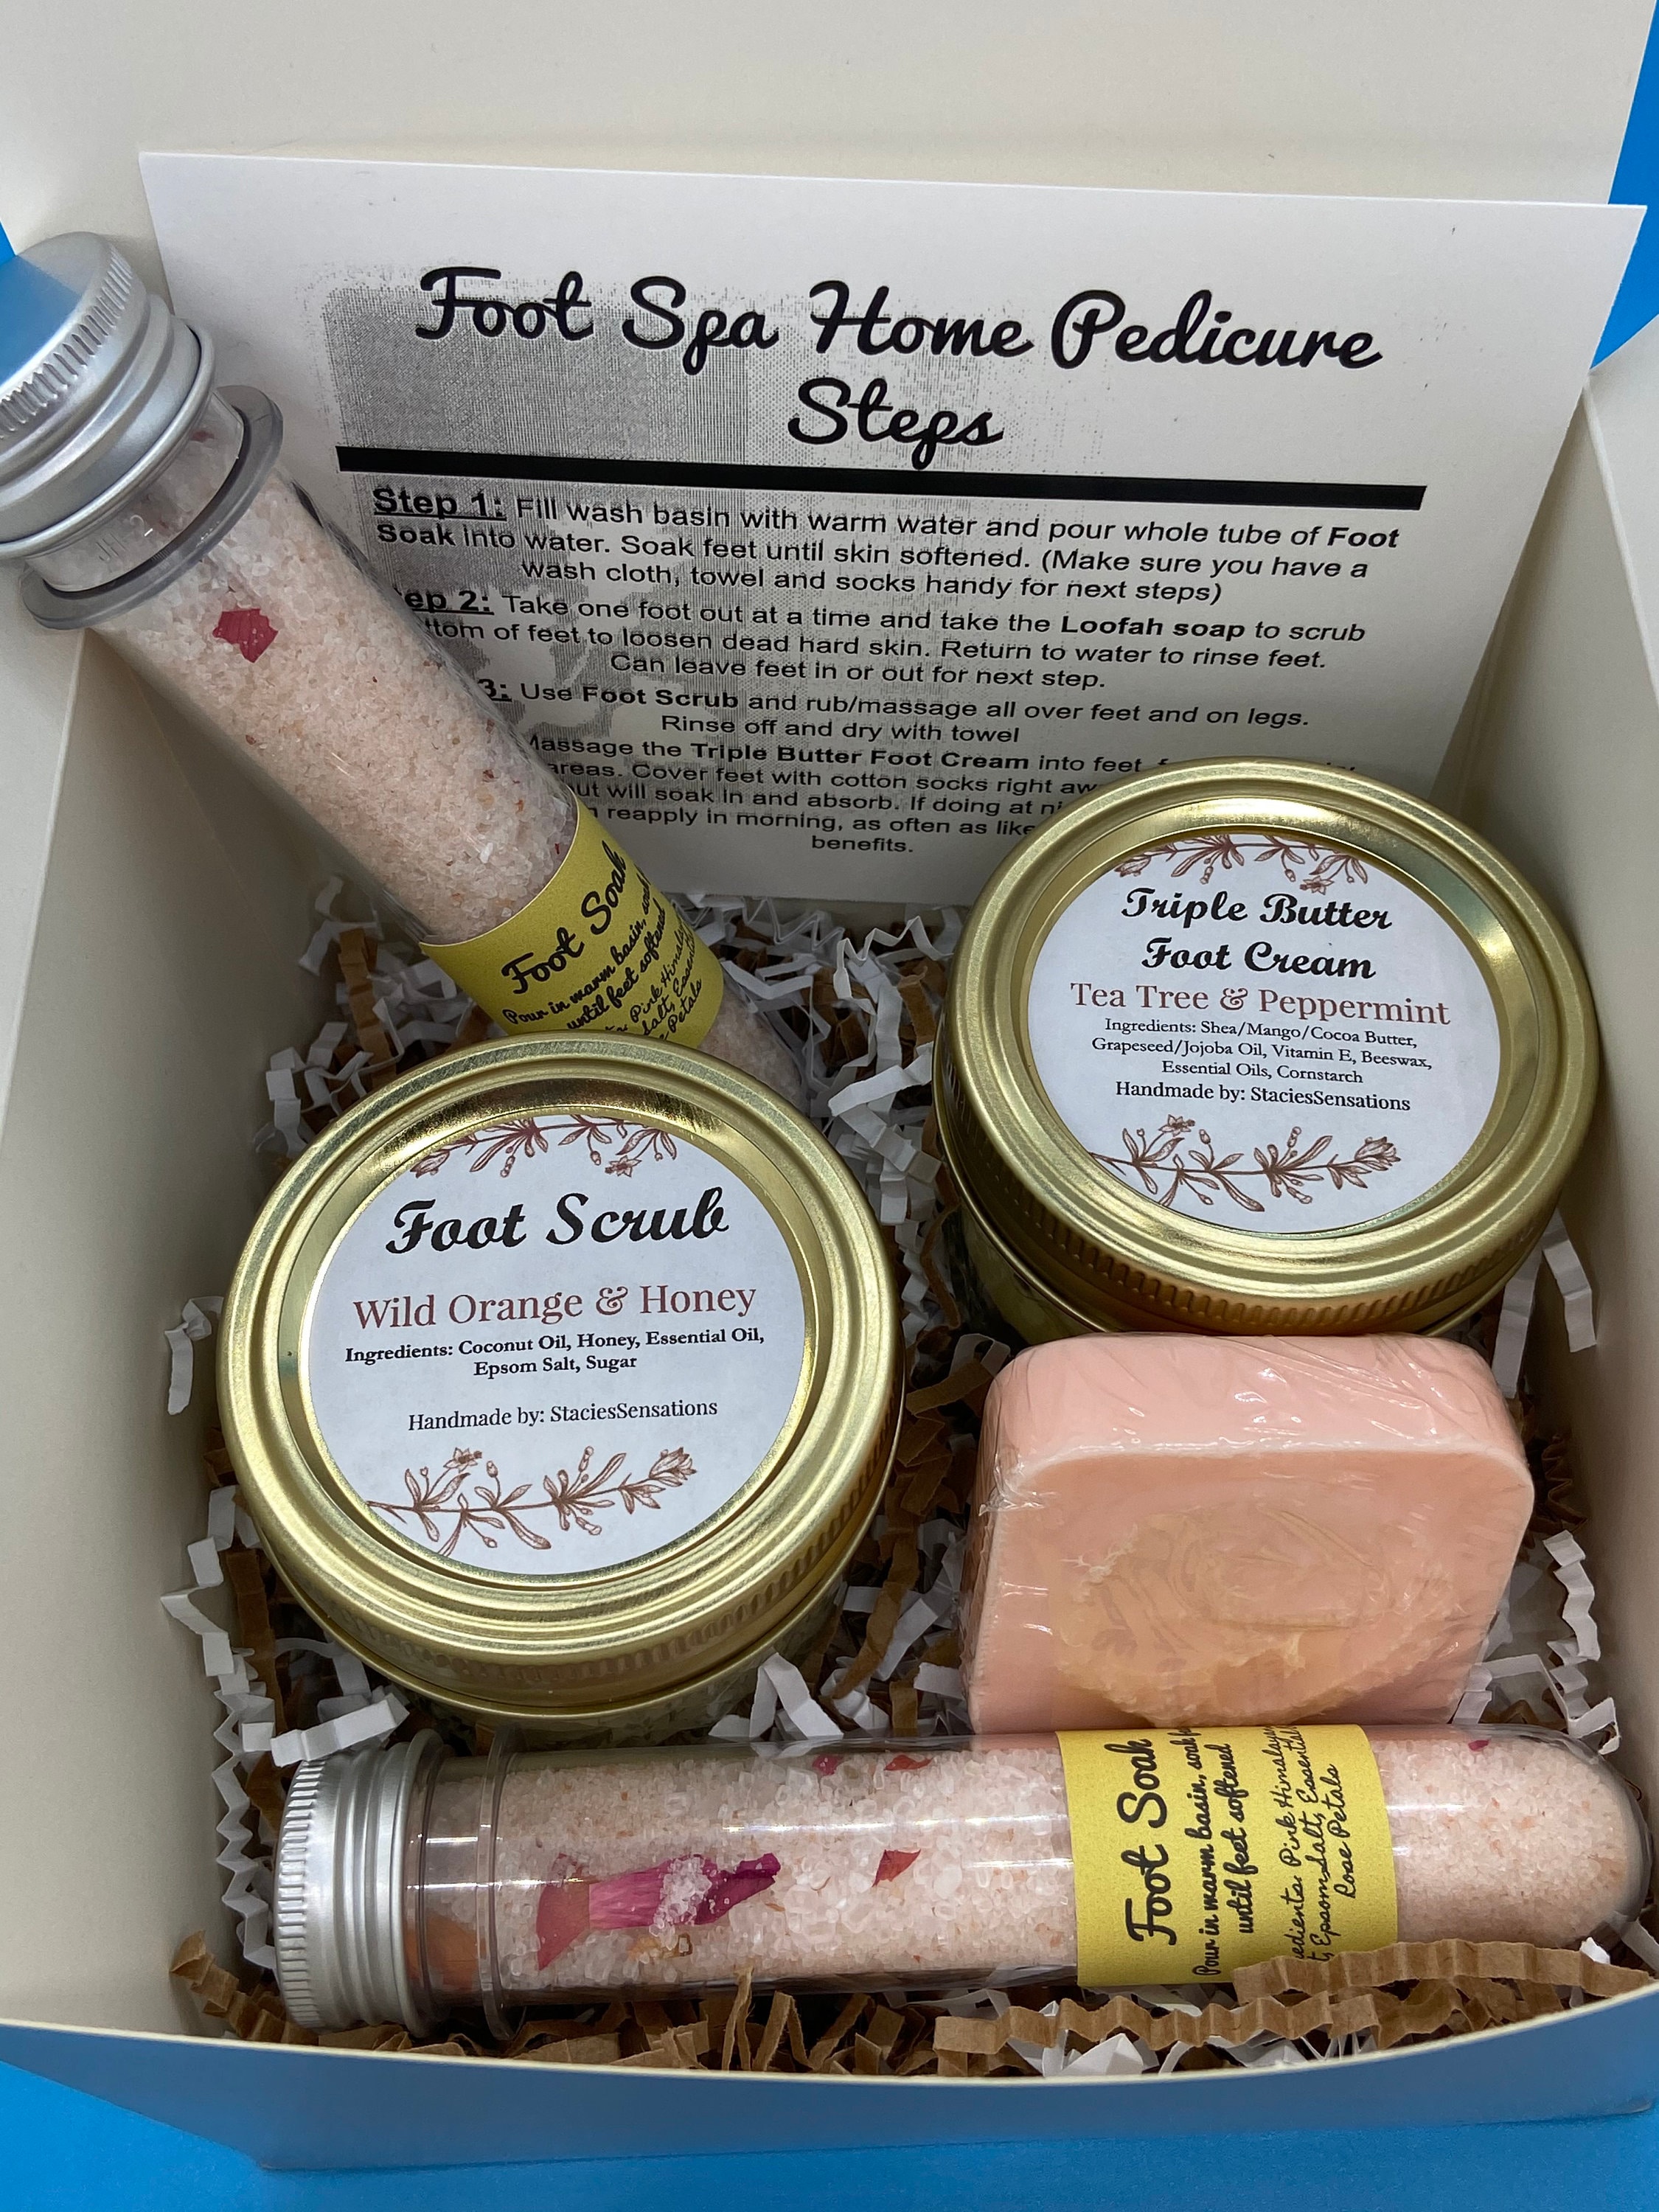 Foot Spa Home Pedicure
Steps
Step 1: Fill wash basin with warm water and pour whole tube of Foot
Soak into water. Soak feet until skin softened. (Make sure you have a
wash cloth, towel and socks handy for next steps)
2: Take one foot out at a time and take the Loofah soap to scrub
of feet to loosen dead hard skin. Return to water to rinse feet.
Can leave feet in or out for next step.
3: Use Foot Scrub and rub/massage all over feet and on legs.
Rinse off and dry with towel
Massage the Triple Butter Foot Cream into feet,
areas. Cover feet with cotton socks right
will soak in and absorb. If doing at
reapply in morning, as often as like
benefits.
Foot Soak
Pour in warm basin, soak
until feet softened
Pink
Salt,
Petals
Triple Butter
Foot Cream
Tea Tree & Peppermint
Ingredients: Shea/Mango/Cocoa Butter,
Grapeseed/Jojoba Oil, Vitamin E, Beeswax,
Essential Oils, Cornstarch
Handmade by: StaciesSensations
Foot Scrub
Wild Orange & Honey
Ingredients: Coconut Oil, Honey, Essential Oil,
Epsom Salt, Sugar
Handmade by: StaciesSensations
Foot Soak
Pour in warm basin, soak
until feet softened
Pink Himalayan
Epsom salt,
Rose Petals